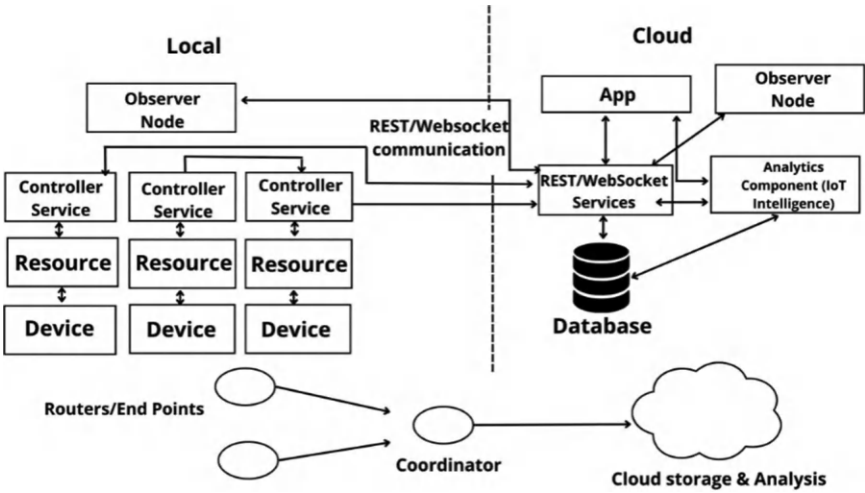 Local
Cloud
Observer
Node
App
Observer
Node
REST/Websocket
communication
Controller
Service
Controller
Service
Controller
Service
REST/WebSocket
Services
Analytics
Component (IoT
Intelligence)
Resource
Resource
Resource
Device
Device
Device
Database
Routers/End Points
Coordinator
Cloud storage & Analysis